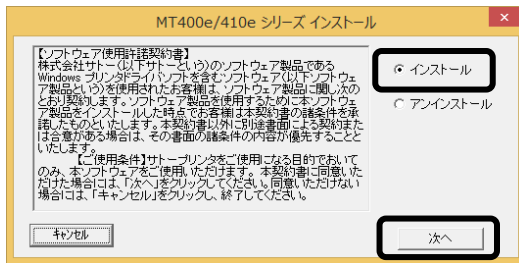 MT400e/410e シリーズ インストール
×
【ソフトウェア使用許諾契約書】
株式会社サトー(以下サトーという)のソフトウェア製品である
Windows プリンタドライバソフトを含むソフトウェア(以下ソフトウェ
ア製品という)を使用されたお客様は、ソフトウェア製品に関し次の
とおり契約します。ソフトウェア製品を使用するために本ソフトウェ
ア製品をインストールした時点でお客様は本契約書の諸条件を承
諾したものといたします。本契約書以外に別途書面による契約また
は合意がある場合は、その書面の諸条件の内容が優先することと
いたします。
【ご使用条件】サトープリンタをご使用になる目的でおいて
のみ、本ソフトウェアをご使用いただけます。 本契約書に同意いた
だけた場合には、「次へ」をクリックしてください。同意いただけない
場合には、「キャンセル」をクリックし、終了してください。
インストール
アンインストール
キャンセル
次へ